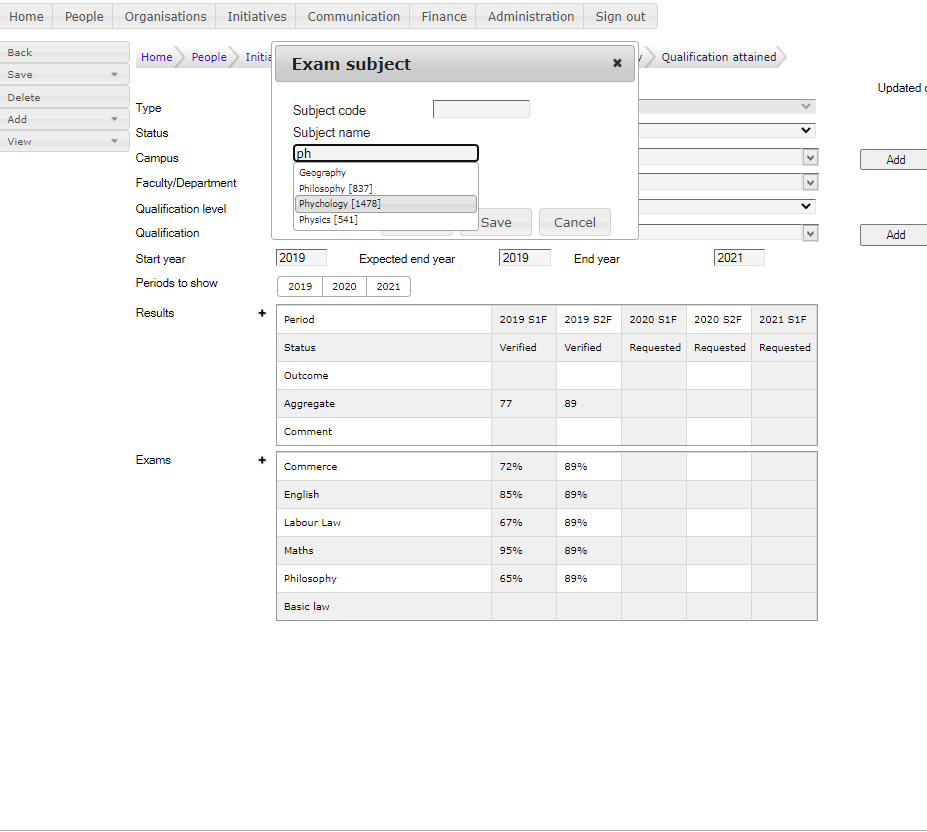 Home People Organisations Initiatives Communication Finance Administration Sign out
Back
Save
Delete
Add
View
Home People Initia Qualification attained
Updated
Exam subject ✖
Subject code
Subject name
ph
Geography
Philosophy [837]
Phychology [1478]
Physics [541]
Save Cancel
Type
Status
Campus Add
Faculty/Department
Qualification level
Qualification Add
Start year 2019 Expected end year 2019 End year 2021
Periods to show 2019 2020 2021
Results +
Period 2019 S1F 2019 S2F 2020 S1F 2020 S2F 2021 S1F
Status Verified Verified Requested Requested Requested
Outcome
Aggregate 77 89
Comment
Exams +
Commerce 72% 89%
English 85% 89%
Labour Law 67% 89%
Maths 95% 89%
Philosophy 65% 89%
Basic law